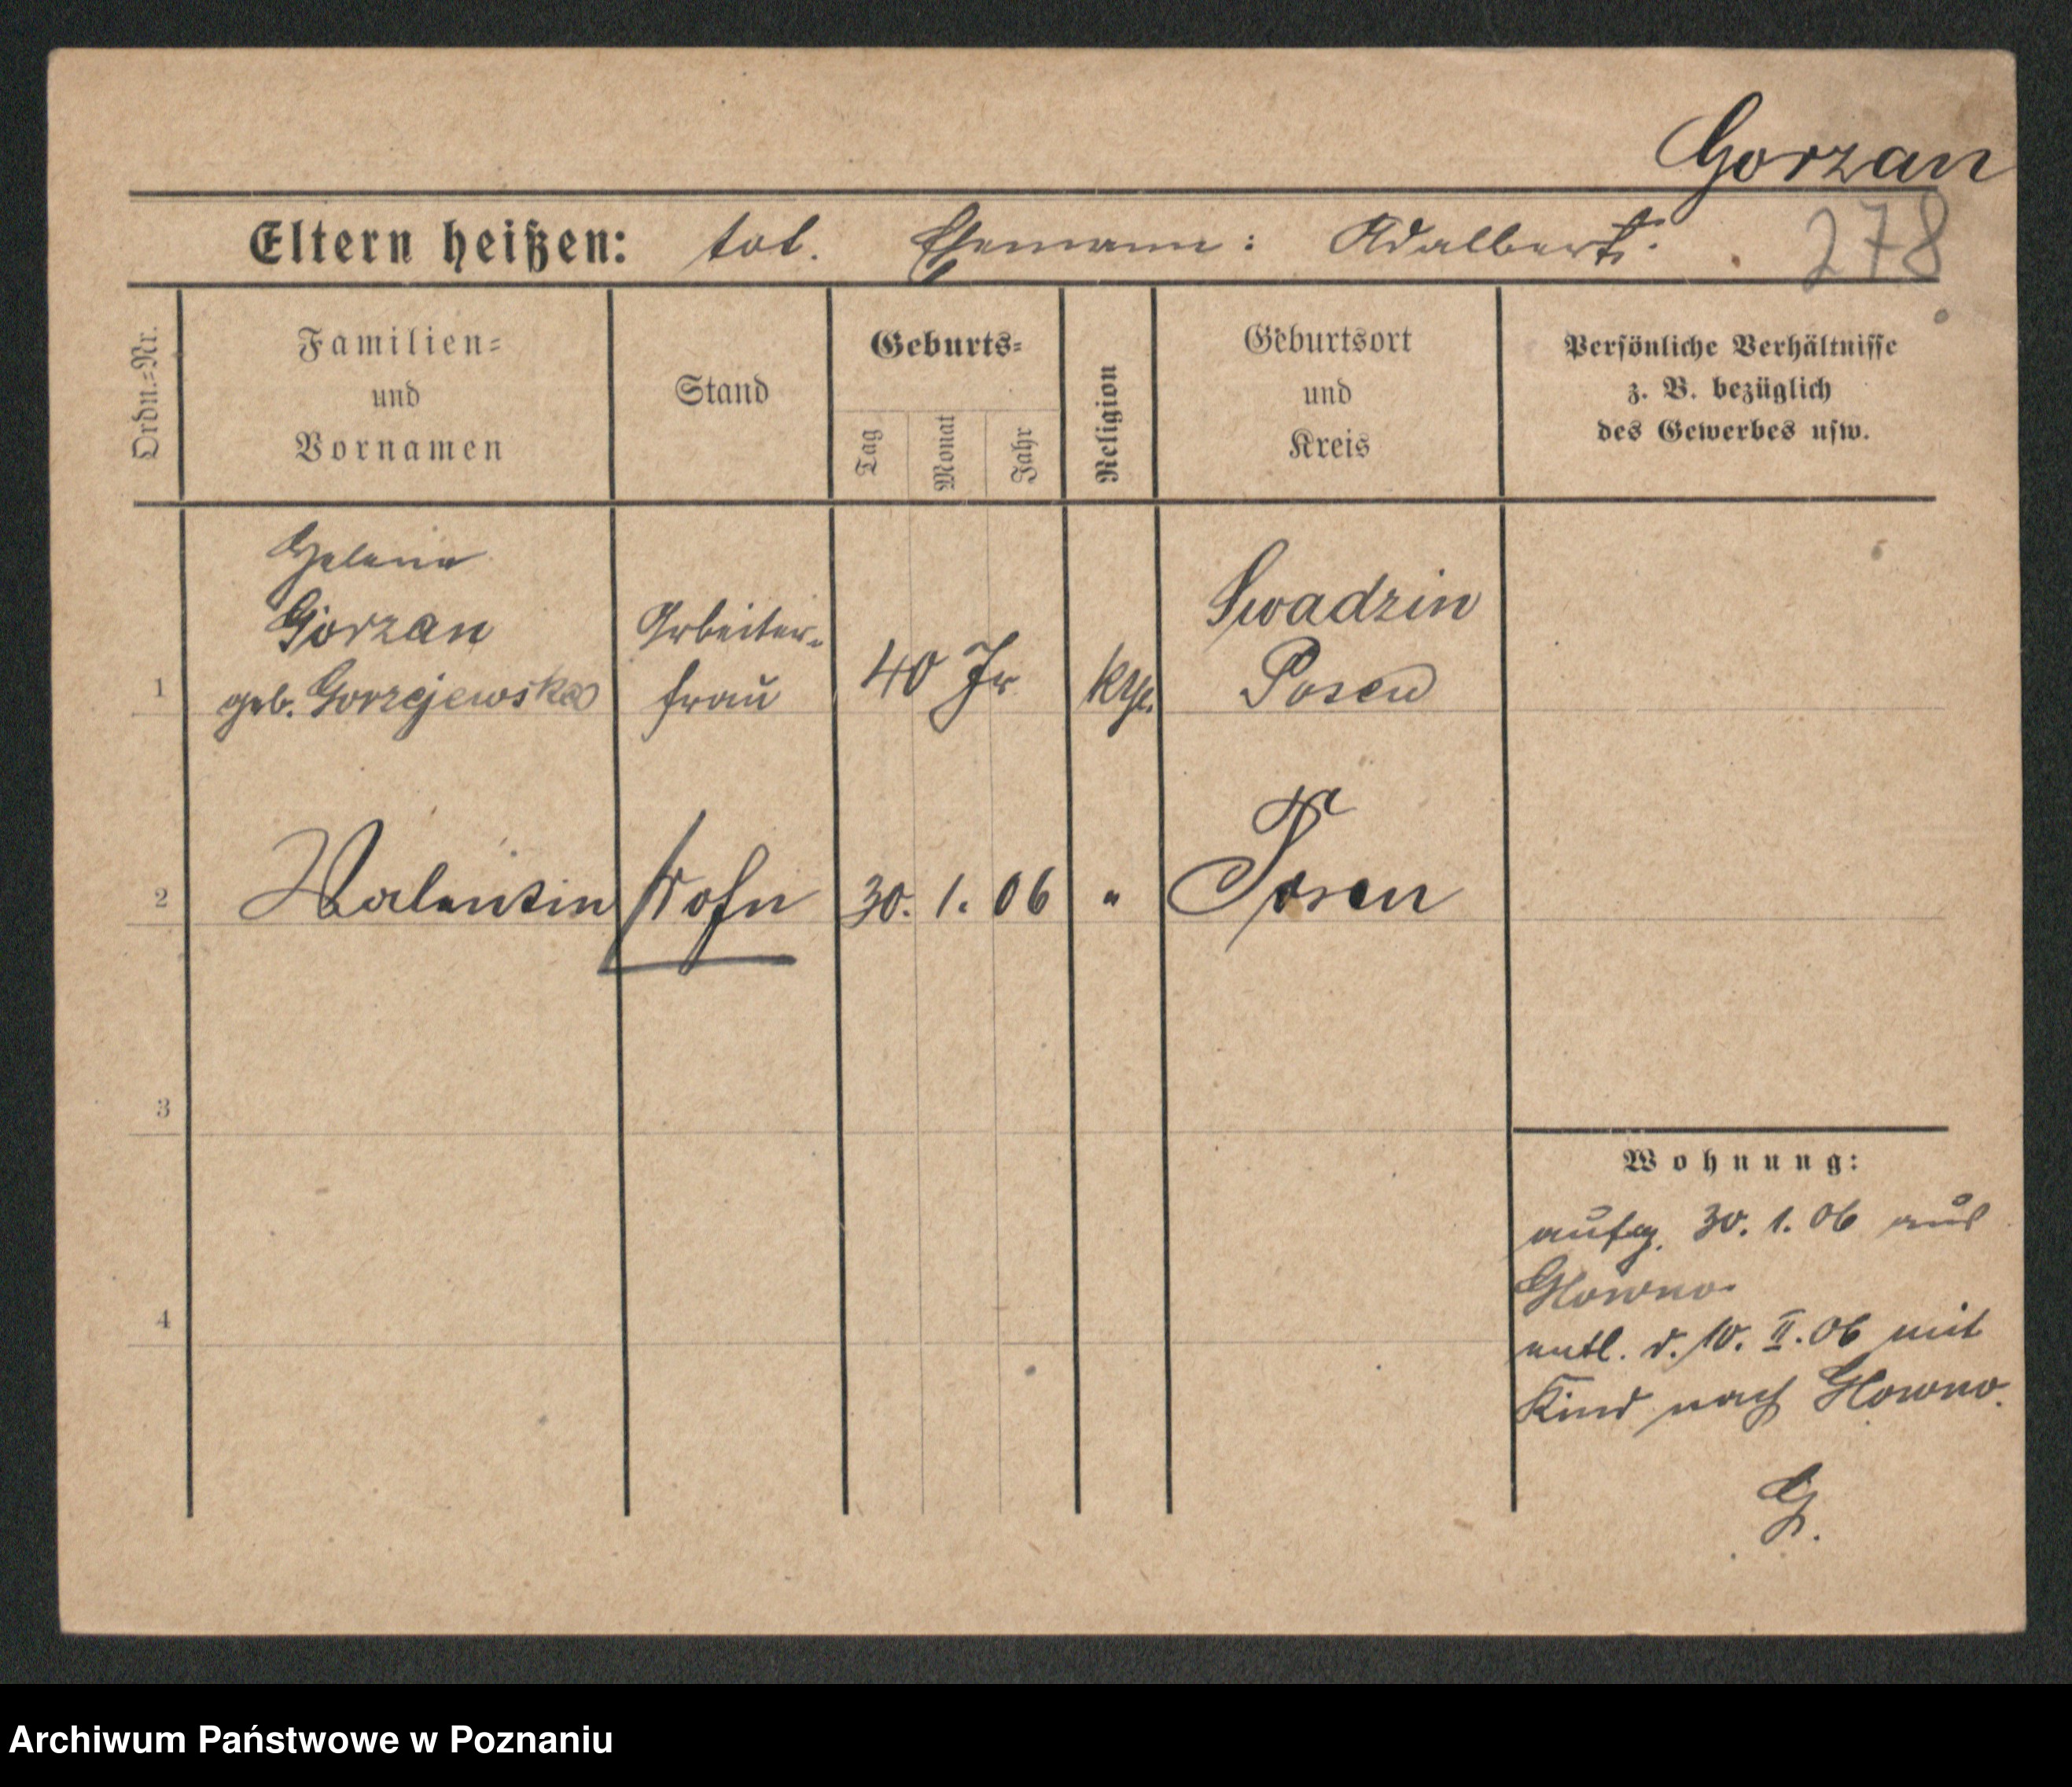 Gorzan
Eltern heißen: tot. Ehemann: Adalbert.
278
Ordn.=Nr.
Familien=
und
Vornamen
Stand
Geburts=
Tag
Monat
Jahr
Religion
Geburtsort
und
Kreis
Persönliche Verhältnisse
z. B. bezüglich
des Gewerbes usw.
1
Helena
Gorzan
geb. Gorzejewska
Arbeiter-
frau
40 Jr
kth.
Swadzin
Posen
2
Walentin
Sohn
30. 1. 06
"
Posen
3
4
Wohnung:
aufg. 30. 1. 06 aus
Glowno.
entl. d. 10. II. 06 mit
Kind nach Glowno.
G.
Archiwum Państwowe w Poznaniu